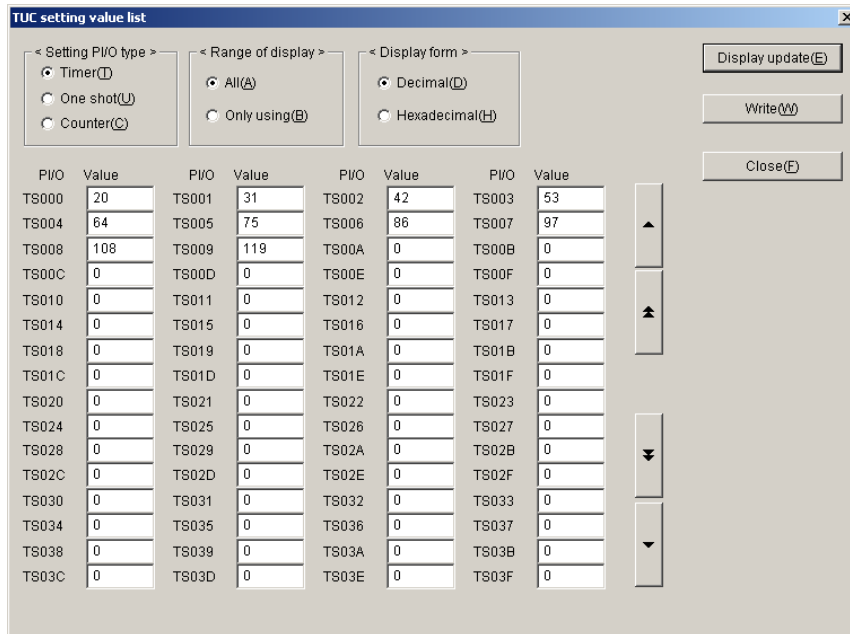 TUC setting value list
< Setting PI/O type > < Range of display > < Display form >
Timer(T) All(A) Decimal(D) Display update(E)
One shot(U) Only using(B) Hexadecimal(H) Write(W)
Counter(C)
Close(F)
PI/O Value PI/O Value PI/O Value PI/O Value
TS000 20 TS001 31 TS002 42 TS003 53
TS004 64 TS005 75 TS006 86 TS007 97
TS008 108 TS009 119 TS00A 0 TS00B 0
TS00C 0 TS00D 0 TS00E 0 TS00F 0
TS010 0 TS011 0 TS012 0 TS013 0
TS014 0 TS015 0 TS016 0 TS017 0
TS018 0 TS019 0 TS01A 0 TS01B 0
TS01C 0 TS01D 0 TS01E 0 TS01F 0
TS020 0 TS021 0 TS022 0 TS023 0
TS024 0 TS025 0 TS026 0 TS027 0
TS028 0 TS029 0 TS02A 0 TS02B 0
TS02C 0 TS02D 0 TS02E 0 TS02F 0
TS030 0 TS031 0 TS032 0 TS033 0
TS034 0 TS035 0 TS036 0 TS037 0
TS038 0 TS039 0 TS03A 0 TS03B 0
TS03C 0 TS03D 0 TS03E 0 TS03F 0